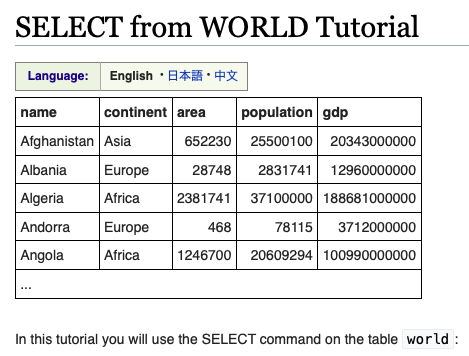 SELECT from WORLD Tutorial
Language: English • 日本語 • 中文
name continent area population gdp
Afghanistan Asia 652230 25500100 20343000000
Albania Europe 28748 2831741 12960000000
Algeria Africa 2381741 37100000 188681000000
Andorra Europe 468 78115 3712000000
Angola Africa 1246700 20609294 100990000000
...
In this tutorial you will use the SELECT command on the table world :